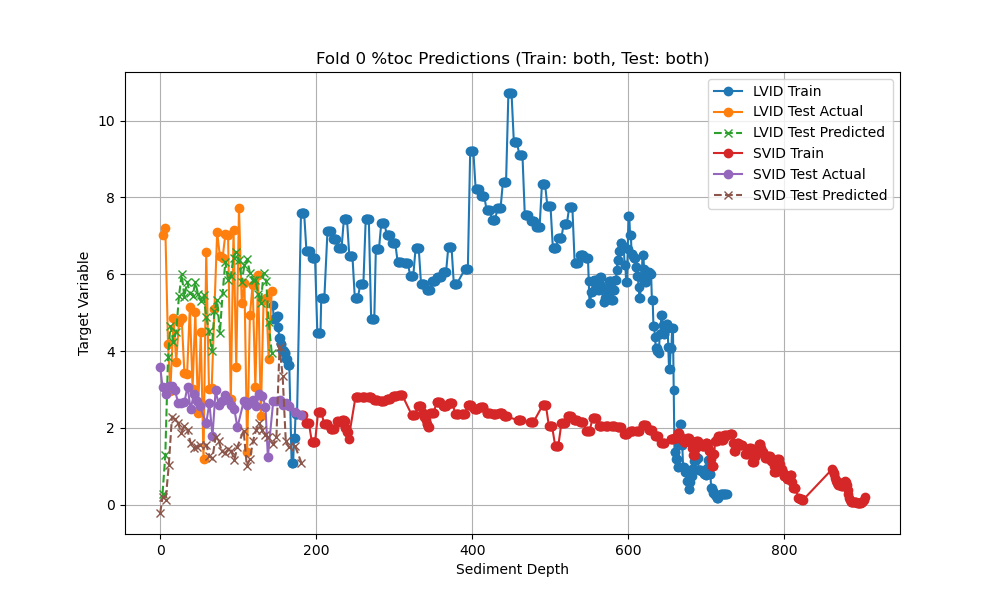 Fold 0 %toc Predictions (Train: both, Test: both)
LVID Train
LVID Test Actual
LVID Test Predicted
SVID Train
SVID Test Actual
SVID Test Predicted
Target Variable
10
8
6
4
2
0
0 200 400 600 800
Sediment Depth